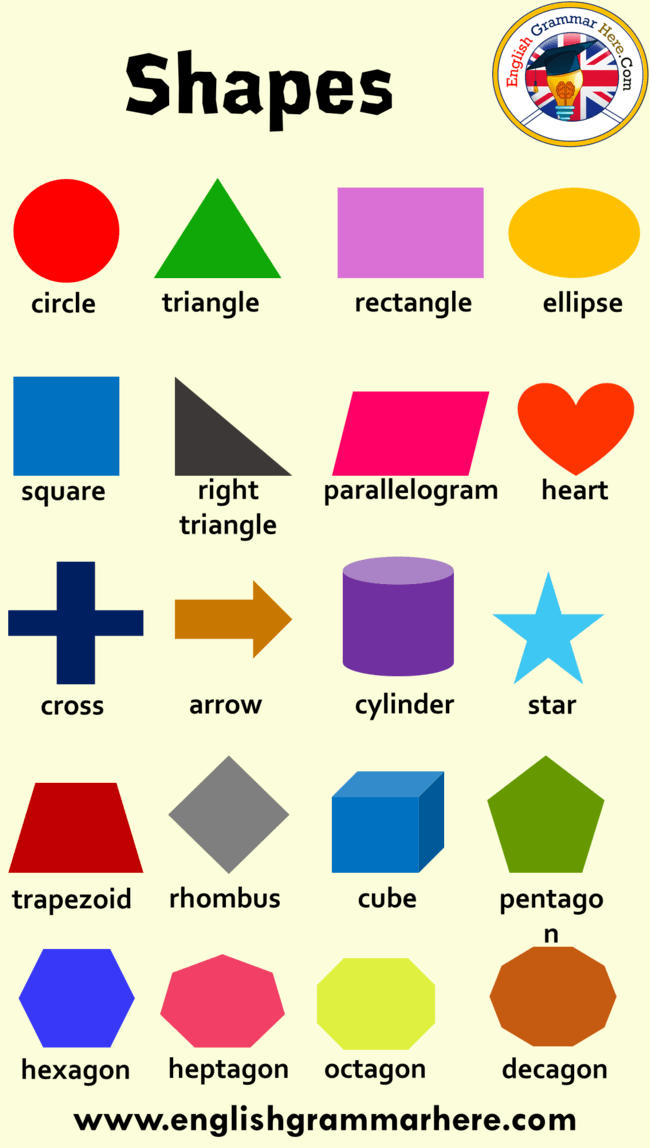 English Grammar Here.Com
Shapes
circle triangle rectangle ellipse
square right parallelogram heart
triangle
cross arrow cylinder star
trapezoid rhombus cube pentago
n
hexagon heptagon octagon decagon
www.englishgrammarhere.com